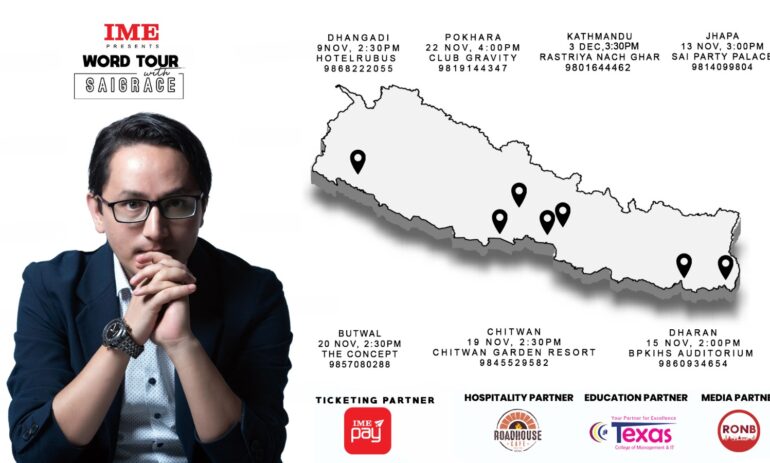 IME
PRESENTS
WORD TOUR
with
SAIGRACE
DHANGADI
9NOV, 2:30PM
HOTELRUBUS
9868222055
POKHARA
22 NOV, 4:00PM
CLUB GRAVITY
9819144347
KATHMANDU
3 DEC,3:30PM
RASTRIYA NACH GHAR
9801644462
JHAPA
13 NOV, 3:00PM
SAI PARTY PALACE
9814099804
BUTWAL
20 NOV, 2:30PM
THE CONCEPT
9857080288
CHITWAN
19 NOV, 2:30PM
CHITWAN GARDEN RESORT
9845529582
DHARAN
15 NOV, 2:00PM
BPKIHS AUDITORIUM
9860934654
TICKETING PARTNER
IME
pay
HOSPITALITY PARTNER
ROADHOUSE
CAFE
EDUCATION PARTNER
Your Partner for Excellence
Texas
College of Management & IT
MEDIA PARTNE
RONB